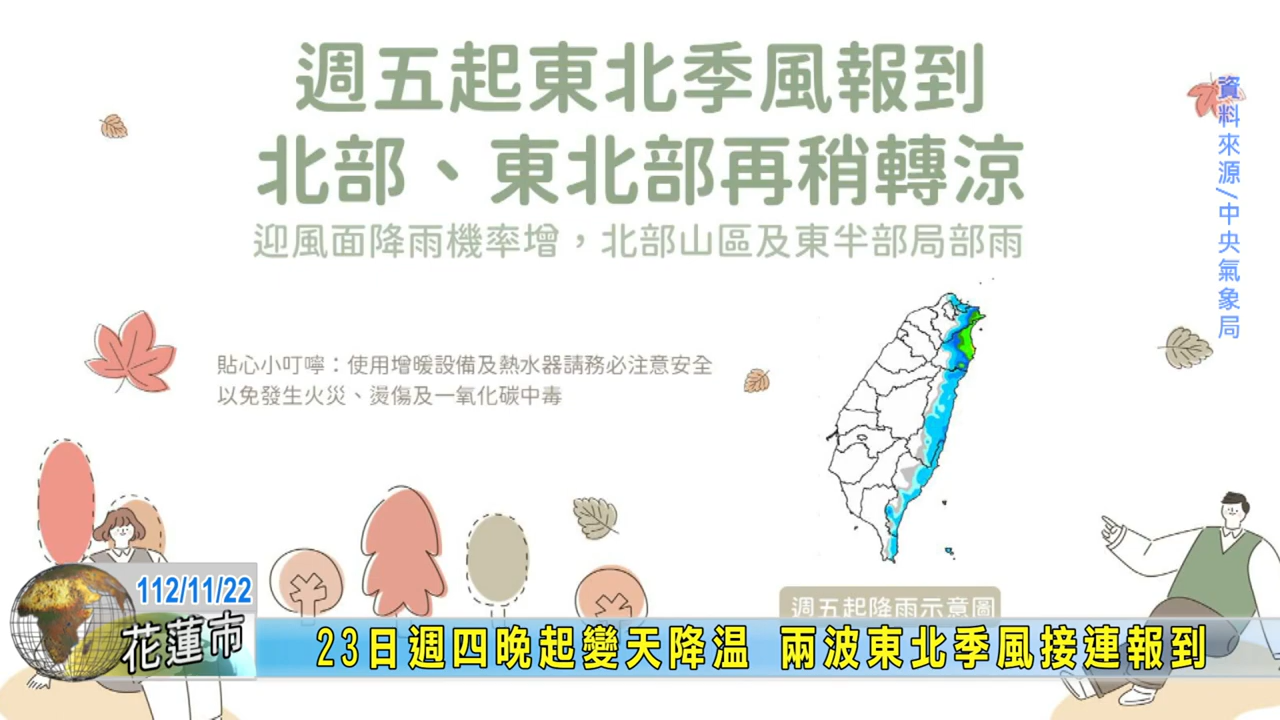 週五起東北季風報到
北部、東北部再稍轉涼
迎風面降雨機率增，北部山區及東半部局部雨
資料來源/中央氣象局
貼心小叮嚀：使用增暖設備及熱水器請務必注意安全
以免發生火災、燙傷及一氧化碳中毒
週五起降雨示意圖
112/11/22
花蓮市
23日週四晚起變天降温 兩波東北季風接連報到